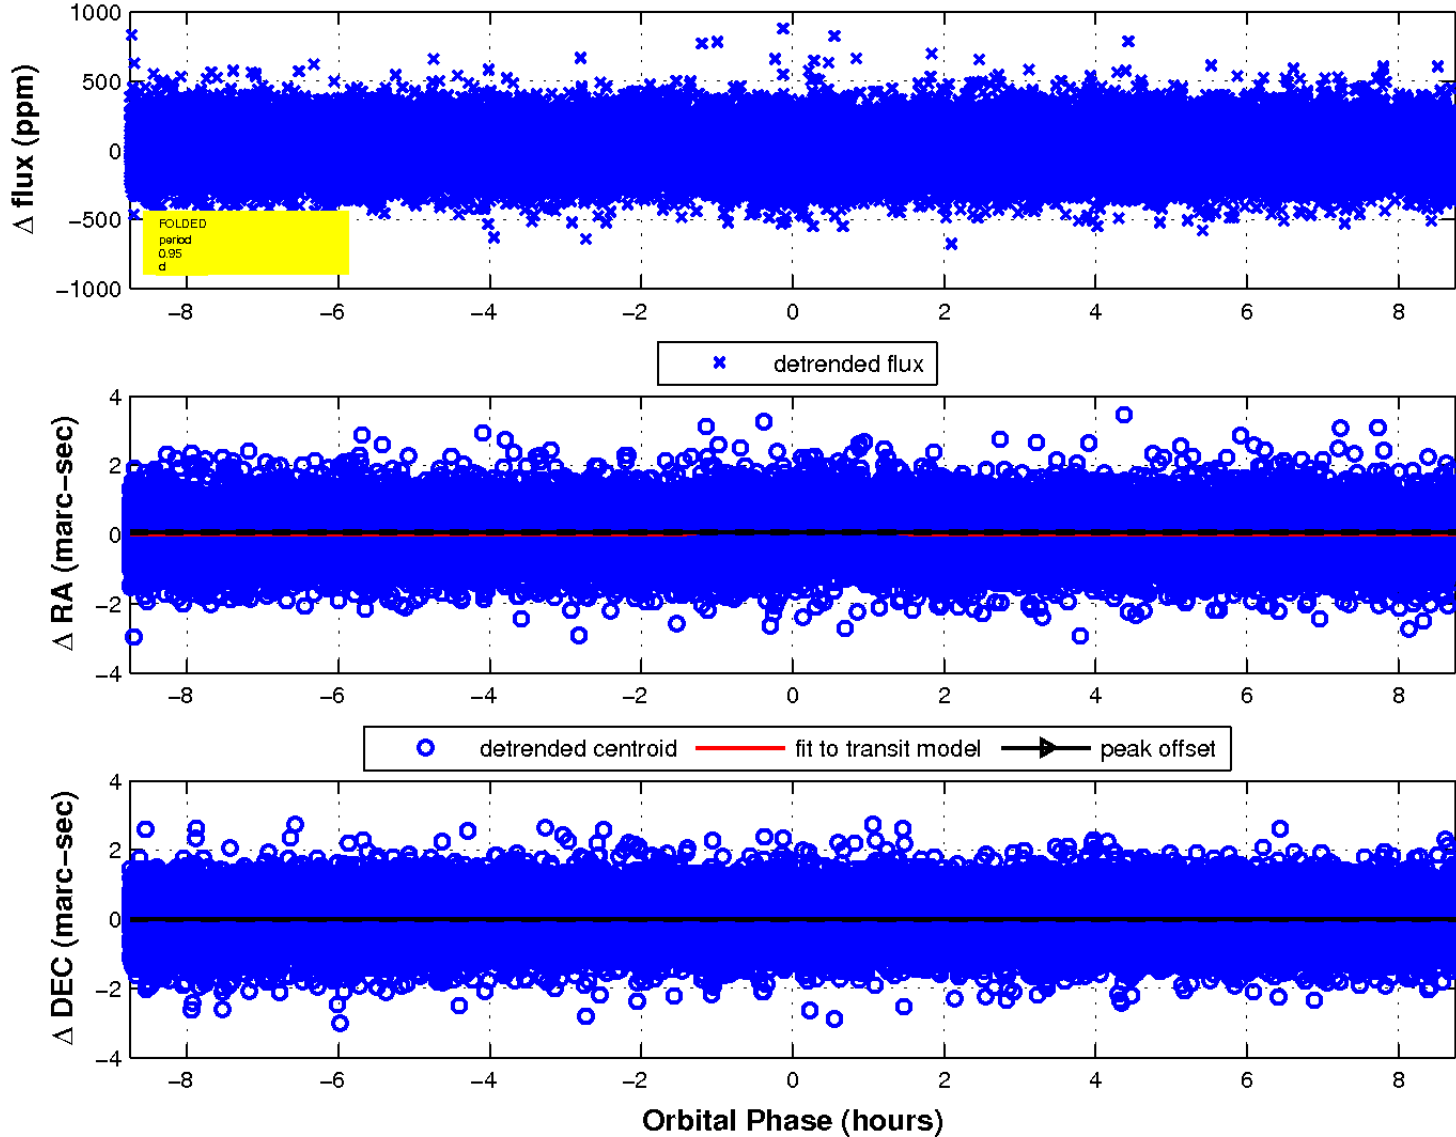 1000
500
0
−500
−1000
Δ flux (ppm)
FOLDED
period
0.95
d
−8 −6 −4 −2 0 2 4 6 8
detrended flux
4
2
0
−2
−4
Δ RA (marc−sec)
−8 −6 −4 −2 0 2 4 6 8
detrended centroid fit to transit model peak offset
4
2
0
−2
−4
Δ DEC (marc−sec)
−8 −6 −4 −2 0 2 4 6 8
Orbital Phase (hours)